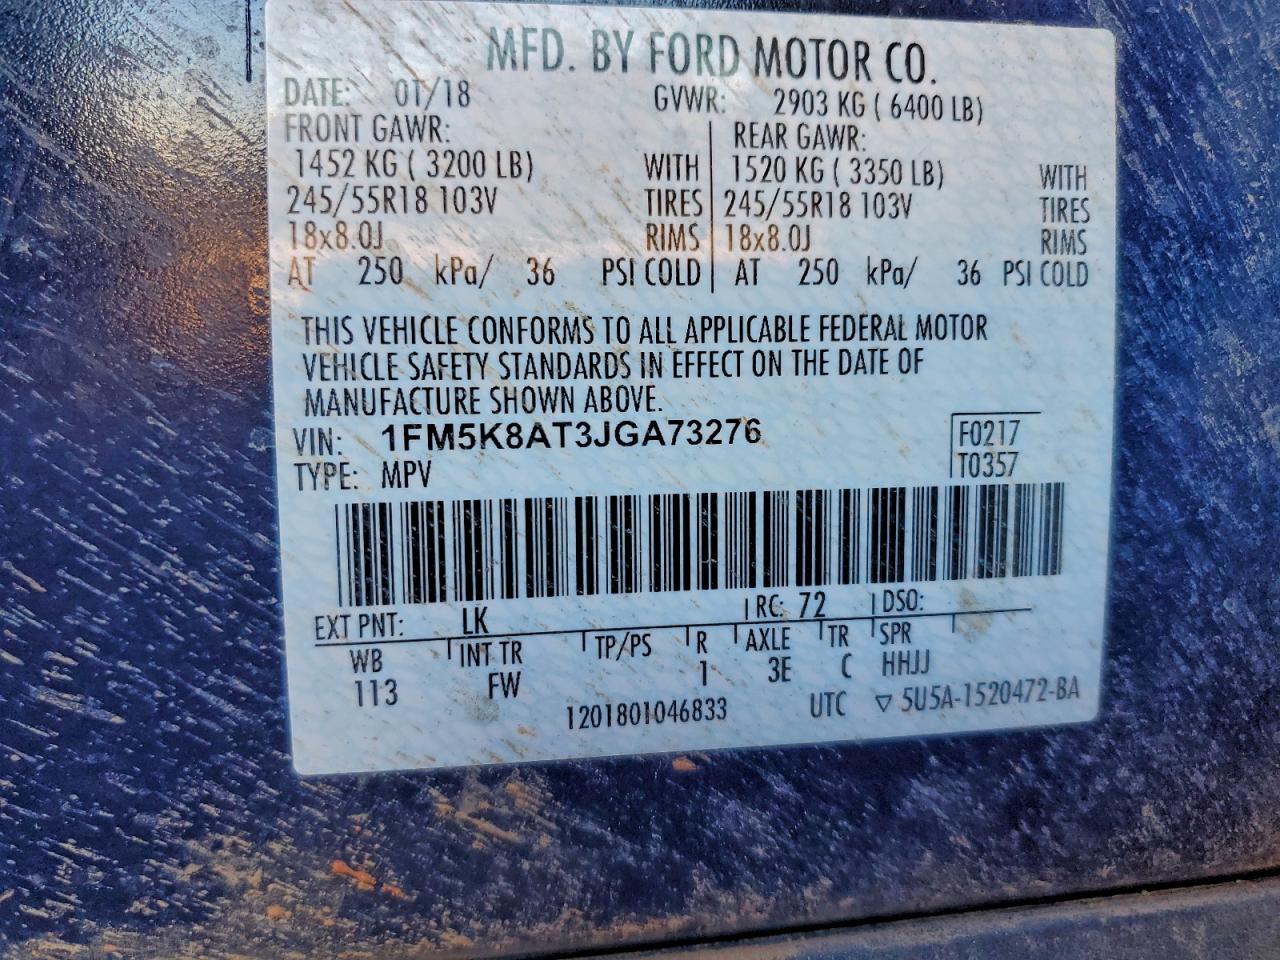 MFD. BY FORD MOTOR CO.
DATE: 01/18 GVWR: 2903 KG ( 6400 LB)
FRONT GAWR: REAR GAWR:
1452 KG ( 3200 LB) WITH 1520 KG ( 3350 LB) WITH
245/55R18 103V TIRES 245/55R18 103V TIRES
18x8.0J RIMS 18x8.0J RIMS
AT 250 kPa/ 36 PSI COLD AT 250 kPa/ 36 PSI COLD
THIS VEHICLE CONFORMS TO ALL APPLICABLE FEDERAL MOTOR
VEHICLE SAFETY STANDARDS IN EFFECT ON THE DATE OF
MANUFACTURE SHOWN ABOVE.
VIN: 1FM5K8AT3JGA73276 F0217
TYPE: MPV T0357
EXT PNT: LK RC: 72 DSO:
WB INT TR TP/PS R AXLE TR SPR
113 FW 1 3E C HHJJ
1201801046833 UTC ▽ 5U5A-1520472-BA